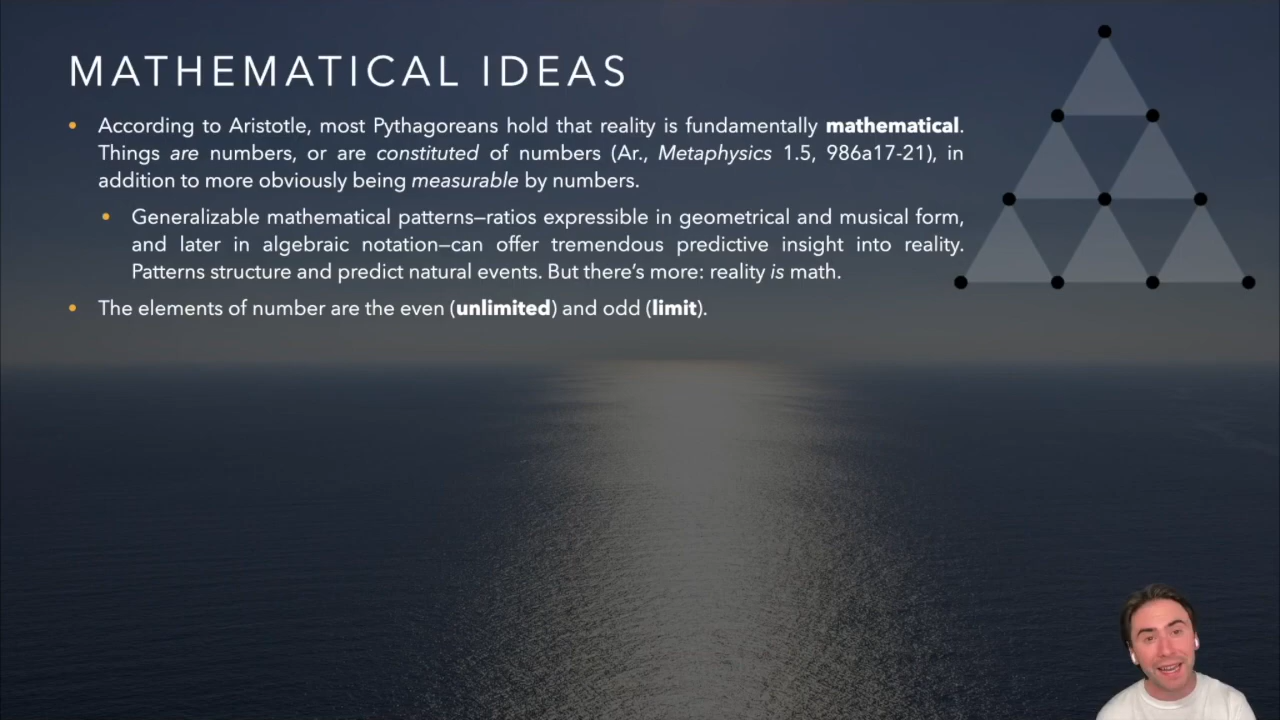 MATHEMATICAL IDEAS
• According to Aristotle, most Pythagoreans hold that reality is fundamentally mathematical.
Things are numbers, or are constituted of numbers (Ar., Metaphysics 1.5, 986a17-21), in
addition to more obviously being measurable by numbers.
• Generalizable mathematical patterns—ratios expressible in geometrical and musical form,
and later in algebraic notation—can offer tremendous predictive insight into reality.
Patterns structure and predict natural events. But there's more: reality is math.
• The elements of number are the even (unlimited) and odd (limit).